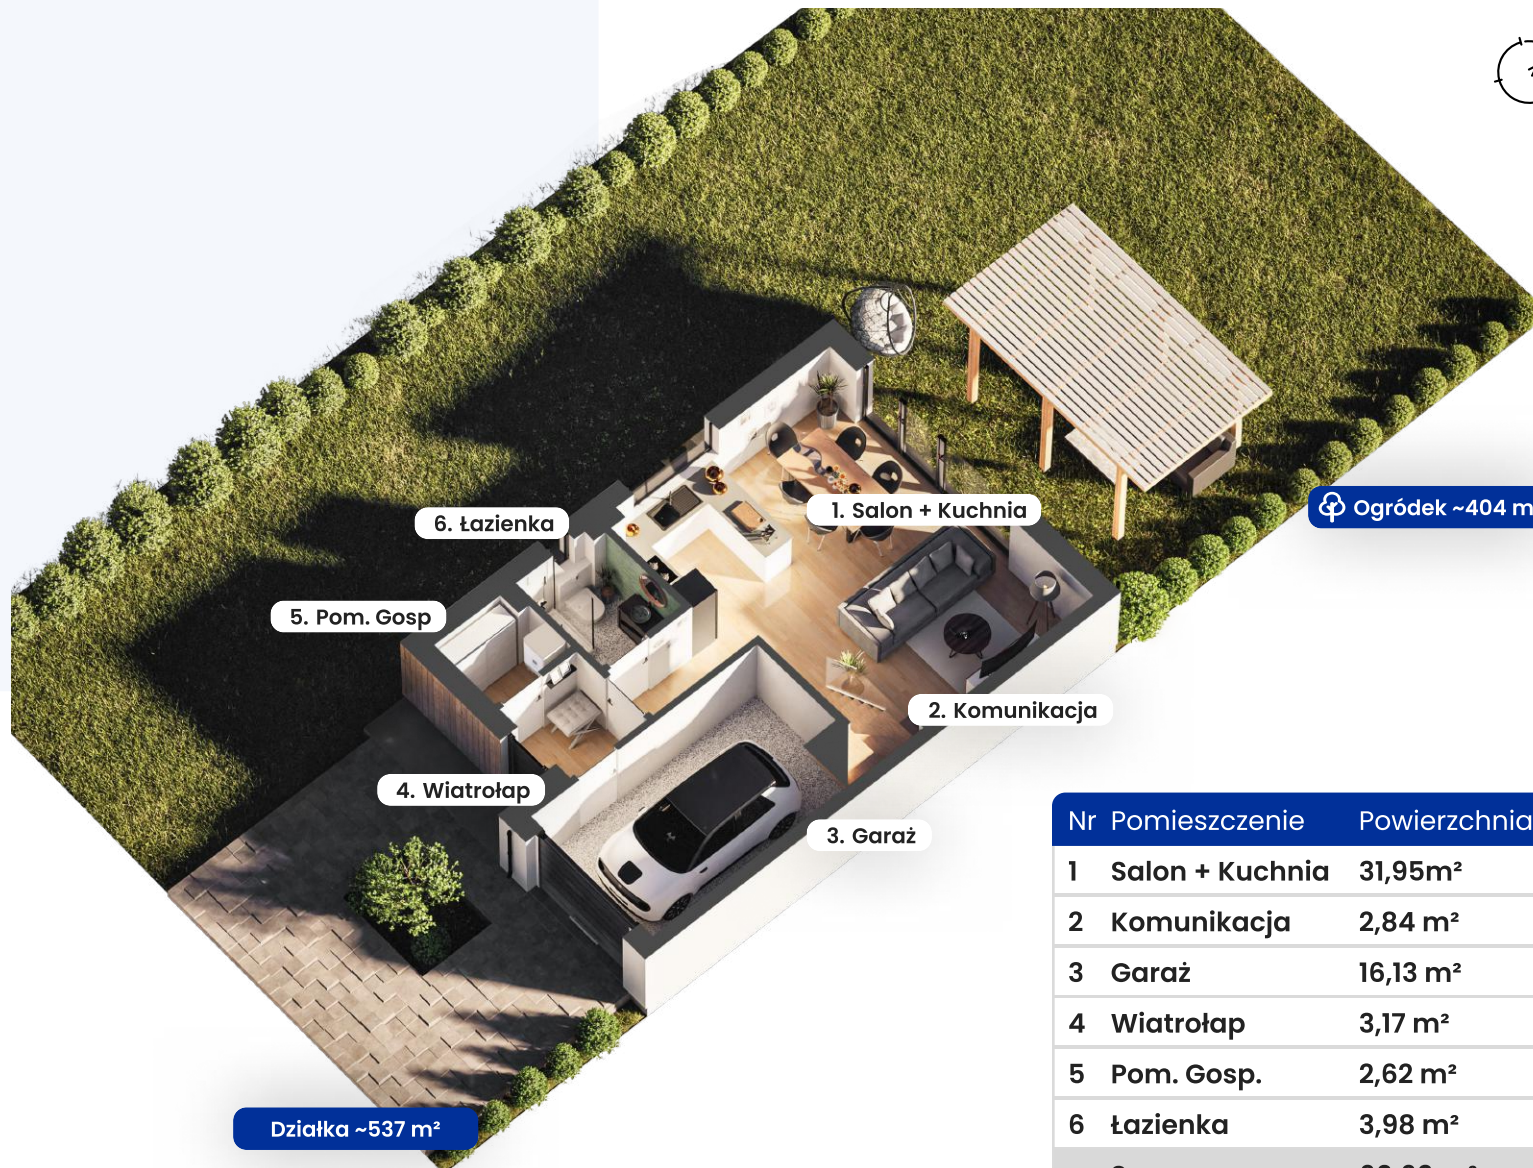 6. Łazienka
1. Salon + Kuchnia
Ogródek ~404 m
5. Pom. Gosp
2. Komunikacja
4. Wiatrołap
3. Garaż
Działka ~537 m²
Nr Pomieszczenie Powierzchnia
1 Salon + Kuchnia 31,95m²
2 Komunikacja 2,84 m²
3 Garaż 16,13 m²
4 Wiatrołap 3,17 m²
5 Pom. Gosp. 2,62 m²
6 Łazienka 3,98 m²